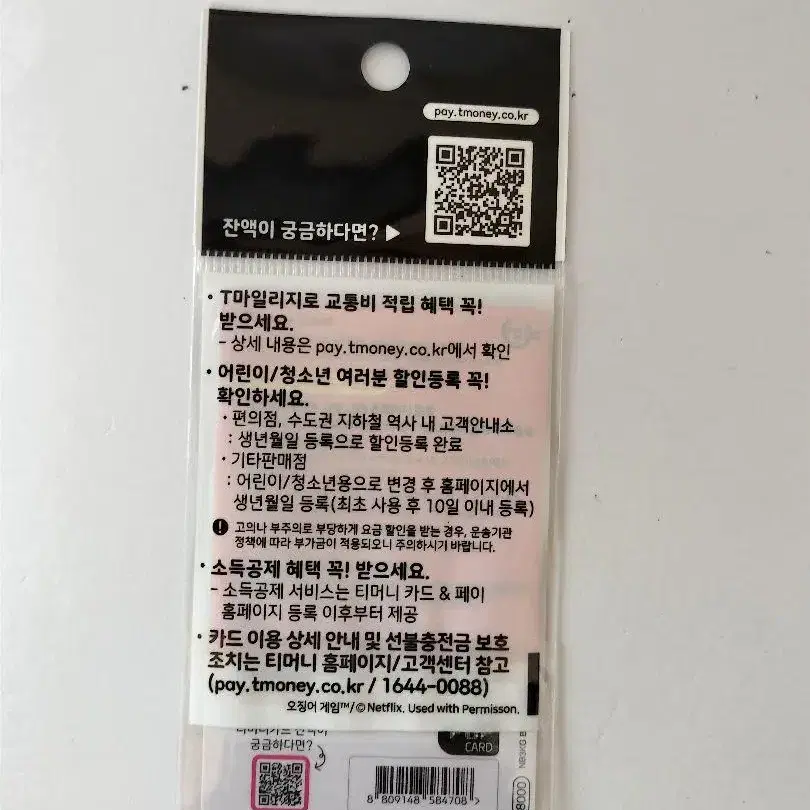 pay.tmoney.co.kr
잔액이 궁금하다면? ▶
· T마일리지로 교통비 적립 혜택 꼭!
받으세요.
- 상세 내용은 pay.tmoney.co.kr에서 확인
· 어린이/청소년 여러분 할인등록 꼭!
확인하세요.
· 편의점, 수도권 지하철 역사 내 고객안내소
: 생년월일 등록으로 할인등록 완료
· 기타판매점
: 어린이/청소년용으로 변경 후 홈페이지에서
생년월일 등록(최초 사용 후 10일 이내 등록)
! 고의나 부주의로 부당하게 요금 할인을 받는 경우, 운송기관
정책에 따라 부가금이 적용되오니 주의하시기 바랍니다.
· 소득공제 혜택 꼭! 받으세요.
- 소득공제 서비스는 티머니 카드 & 페이
홈페이지 등록 이후부터 제공
· 카드 이용 상세 안내 및 선불충전금 보호
조치는 티머니 홈페이지/고객센터 참고
(pay.tmoney.co.kr / 1644-0088)
오징어 게임™/© Netflix. Used with Permisson.
궁금하다면?
CARD
8 809148 584708 >
NB3KG B